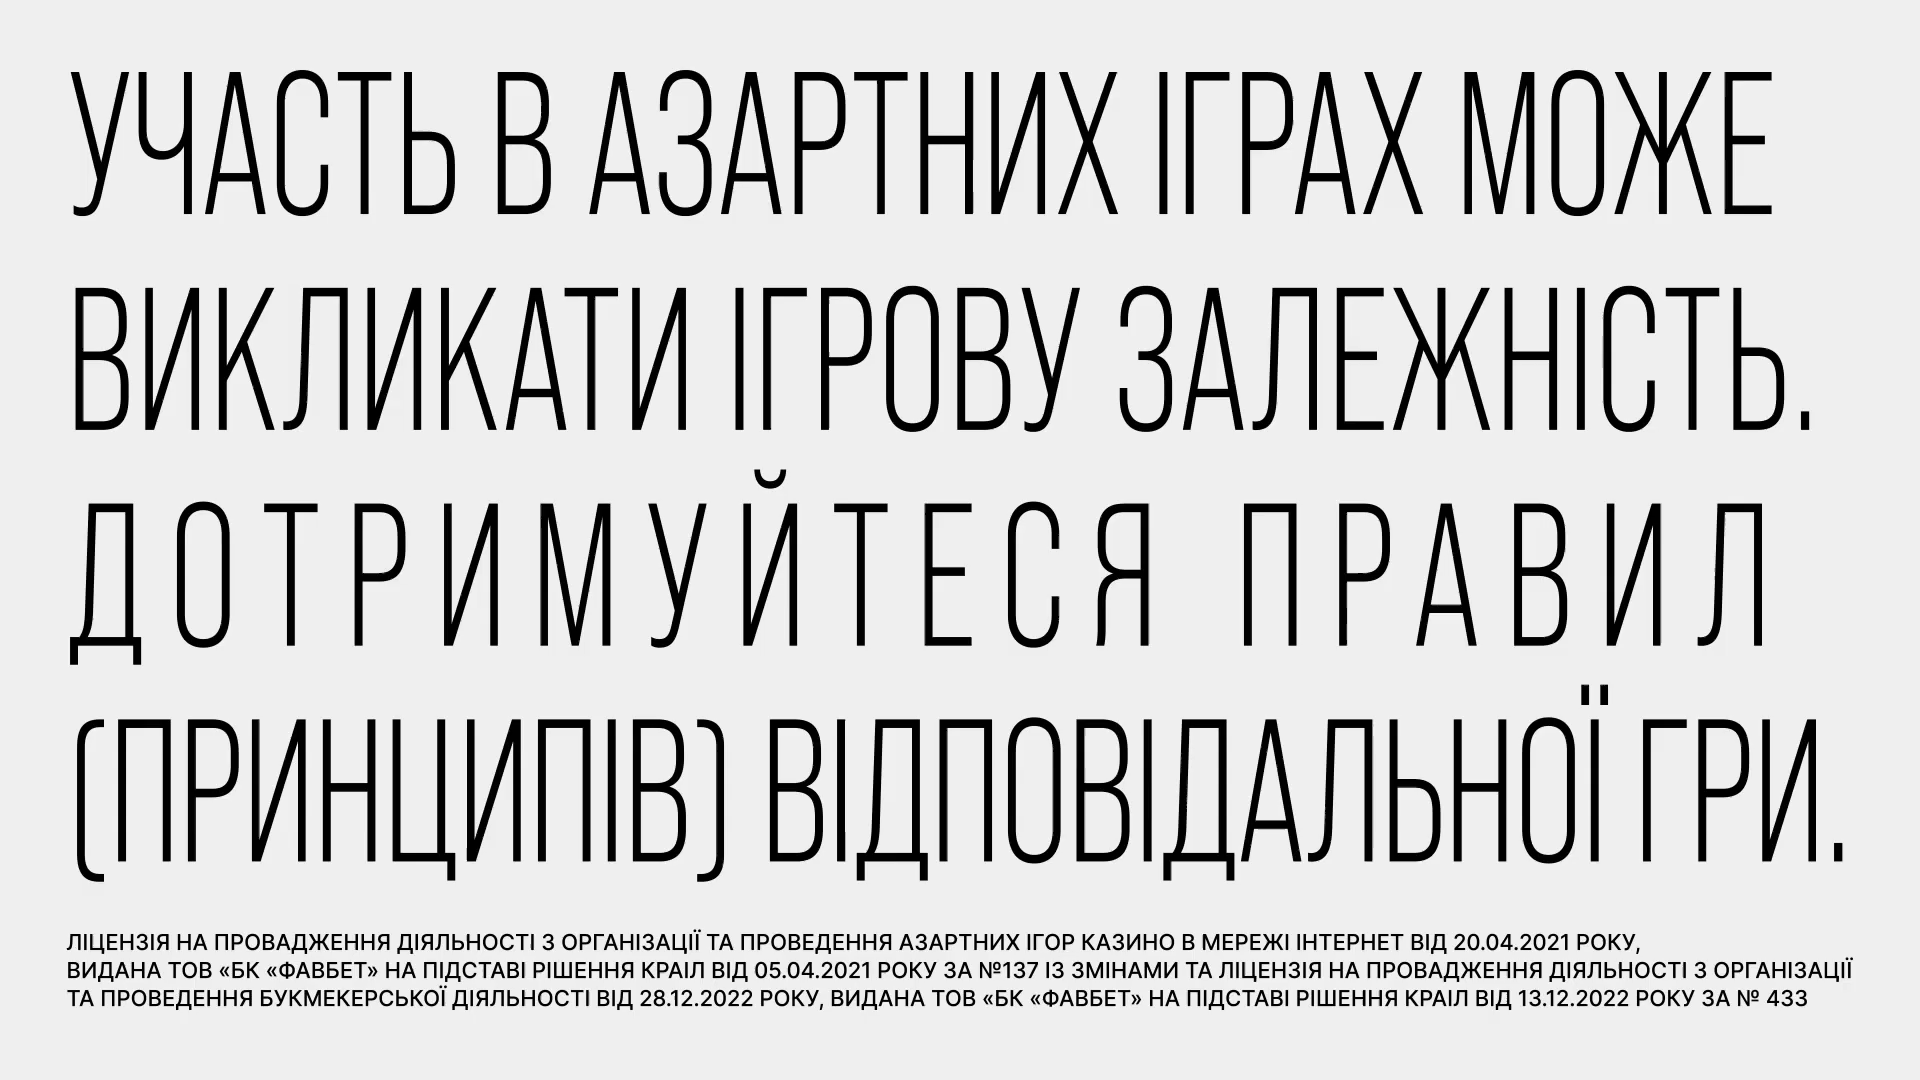 УЧАСТЬ В АЗАРТНИХ ІГРАХ МОЖЕ
ВИКЛИКАТИ ІГРОВУ ЗАЛЕЖНІСТЬ.
ДОТРИМУЙТЕСЯ ПРАВИЛ
(ПРИНЦИПІВ) ВІДПОВІДАЛЬНОЇ ГРИ.
ЛІЦЕНЗІЯ НА ПРОВАДЖЕННЯ ДІЯЛЬНОСТІ З ОРГАНІЗАЦІЇ ТА ПРОВЕДЕННЯ АЗАРТНИХ ІГОР КАЗИНО В МЕРЕЖІ ІНТЕРНЕТ ВІД 20.04.2021 РОКУ,
ВИДАНА ТОВ «БК «ФАВБЕТ» НА ПІДСТАВІ РІШЕННЯ КРАІЛ ВІД 05.04.2021 РОКУ ЗА №137 ІЗ ЗМІНАМИ ТА ЛІЦЕНЗІЯ НА ПРОВАДЖЕННЯ ДІЯЛЬНОСТІ З ОРГАНІЗАЦІЇ
ТА ПРОВЕДЕННЯ БУКМЕКЕРСЬКОЇ ДІЯЛЬНОСТІ ВІД 28.12.2022 РОКУ, ВИДАНА ТОВ «БК «ФАВБЕТ» НА ПІДСТАВІ РІШЕННЯ КРАІЛ ВІД 13.12.2022 РОКУ ЗА № 433